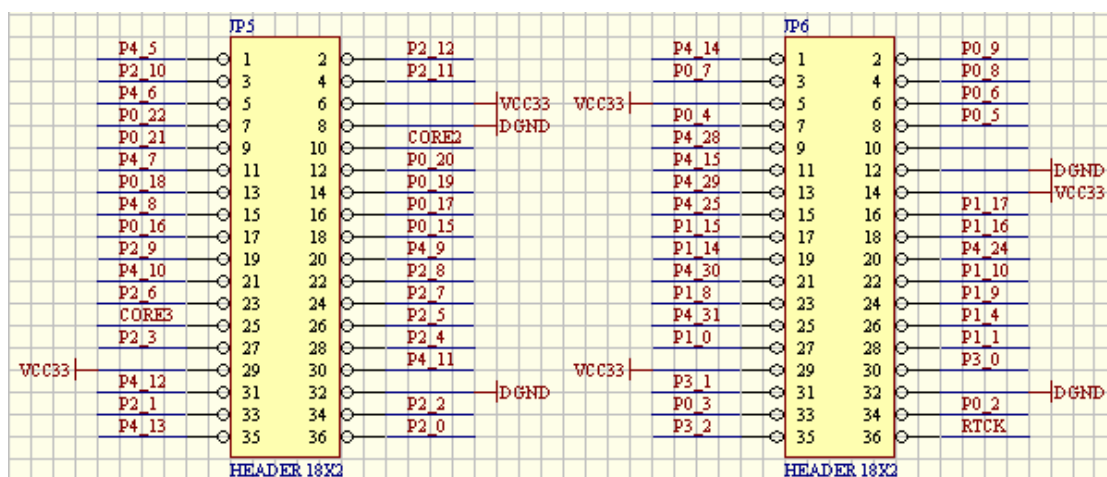 JP5
P4_5 1 2 P2_12
P2_10 3 4 P2_11
P4_6 5 6 VCC33
P0_22 7 8 DGND
P0_21 9 10 CORE2
P4_7 11 12 P0_20
P0_18 13 14 P0_19
P4_8 15 16 P0_17
P0_16 17 18 P0_15
P2_9 19 20 P4_9
P4_10 21 22 P2_8
P2_6 23 24 P2_7
CORE3 25 26 P2_5
P2_3 27 28 P2_4
VCC33 29 30 P4_11
P4_12 31 32 DGND
P2_1 33 34 P2_2
P4_13 35 36 P2_0
HEADER 18X2
JP6
P4_14 1 2 P0_9
P0_7 3 4 P0_8
VCC33 5 6 P0_6
P0_4 7 8 P0_5
P4_28 9 10
P4_15 11 12 DGND
P4_29 13 14 VCC33
P4_25 15 16 P1_17
P1_15 17 18 P1_16
P1_14 19 20 P4_24
P4_30 21 22 P1_10
P1_8 23 24 P1_9
P4_31 25 26 P1_4
P1_0 27 28 P1_1
VCC33 29 30 P3_0
P3_1 31 32 DGND
P0_3 33 34 P0_2
P3_2 35 36 RTCK
HEADER 18X2